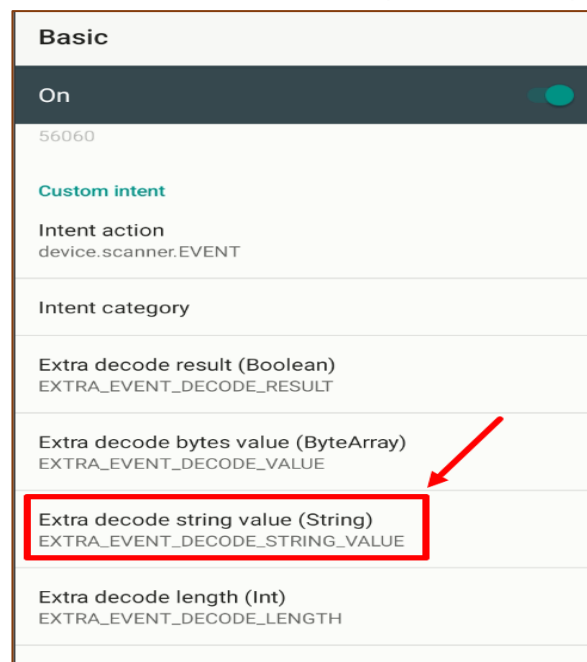 Basic
On
56060
Custom intent
Intent action
device.scanner.EVENT
Intent category
Extra decode result (Boolean)
EXTRA_EVENT_DECODE_RESULT
Extra decode bytes value (ByteArray)
EXTRA_EVENT_DECODE_VALUE
Extra decode string value (String)
EXTRA_EVENT_DECODE_STRING_VALUE
Extra decode length (Int)
EXTRA_EVENT_DECODE_LENGTH